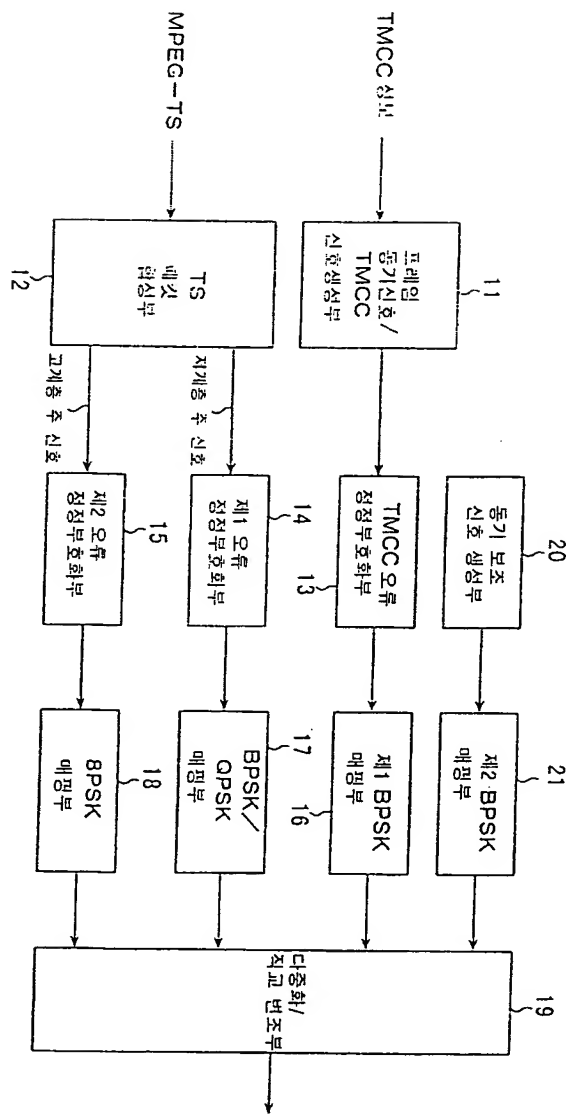 TMCC 정보
MPEG-TS
11
프레임
동기신호/
TMCC
신호생성부
TS
패킷
합성부
12
저계층 주 신호
고계층 주 신호
20
동기 보조
신호 생성부
TMCC 오류
정정부호화부
13
14
제1 오류
정정부호화부
제2 오류
정정부호화부
15
21
제2 BPSK
매핑부
제1 BPSK
매핑부
16
17
BPSK/
QPSK
매핑부
8PSK
매핑부
18
19
다중화/
직교 변조부